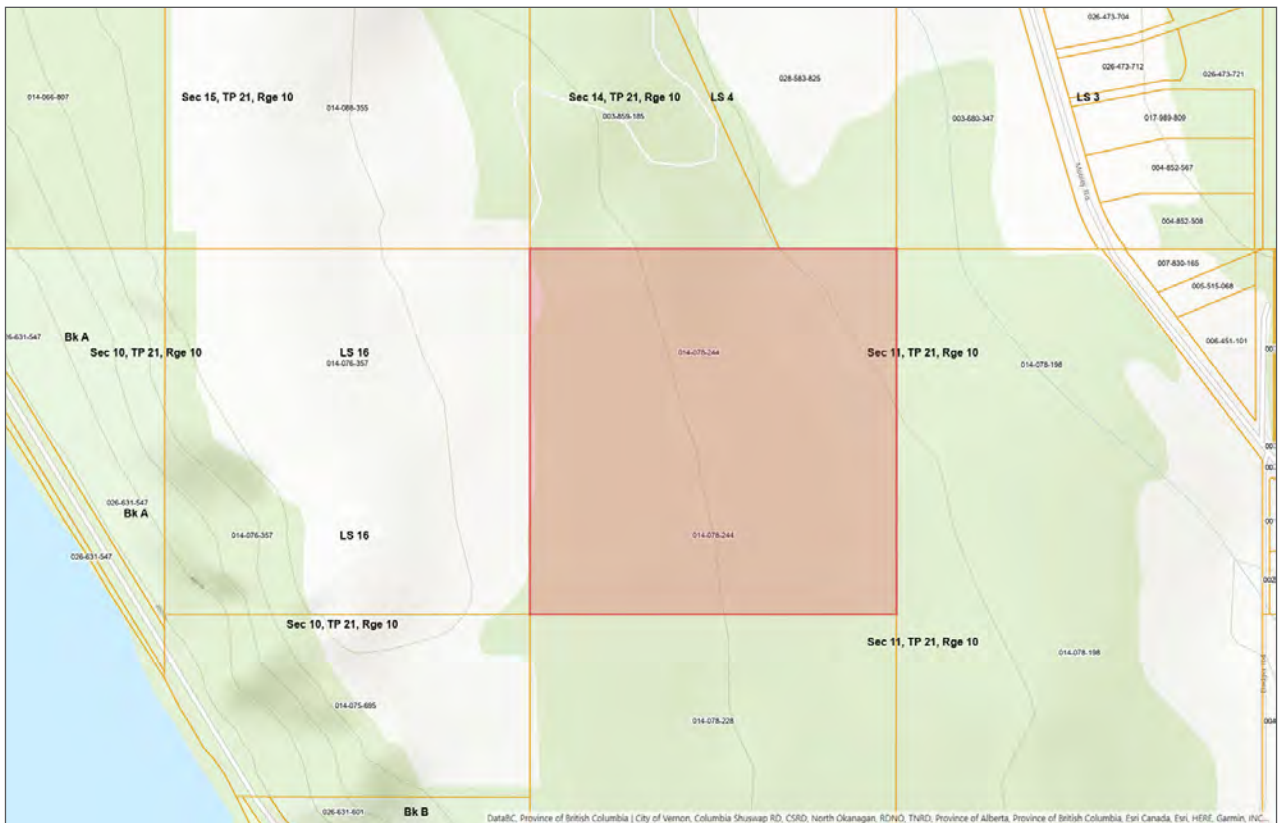 026-473-704
026-473-712
026-473-721
028-583-825
014-066-807
Sec 15, TP 21, Rge 10
014-088-355
Sec 14, TP 21, Rge 10
003-859-185
LS 4
LS 3
003-680-347
017-989-809
004-852-567
004-852-508
007-830-165
005-515-068
006-451-101
Bk A
26-631-547
Sec 10, TP 21, Rge 10
LS 16
014-076-357
014-078-244
Sec 11, TP 21, Rge 10
014-078-198
026-631-547
Bk A
026-631-547
014-076-357
LS 16
014-078-244
Sec 10, TP 21, Rge 10
Sec 11, TP 21, Rge 10
014-078-198
014-075-695
014-078-228
026-631-601
Bk B
DataBC, Province of British Columbia | City of Vernon, Columbia Shuswap RD, CSRD, North Okanagan, RDNO, TNRD, Province of Alberta, Province of British Columbia, Esri Canada, Esri, HERE, Garmin, INC...